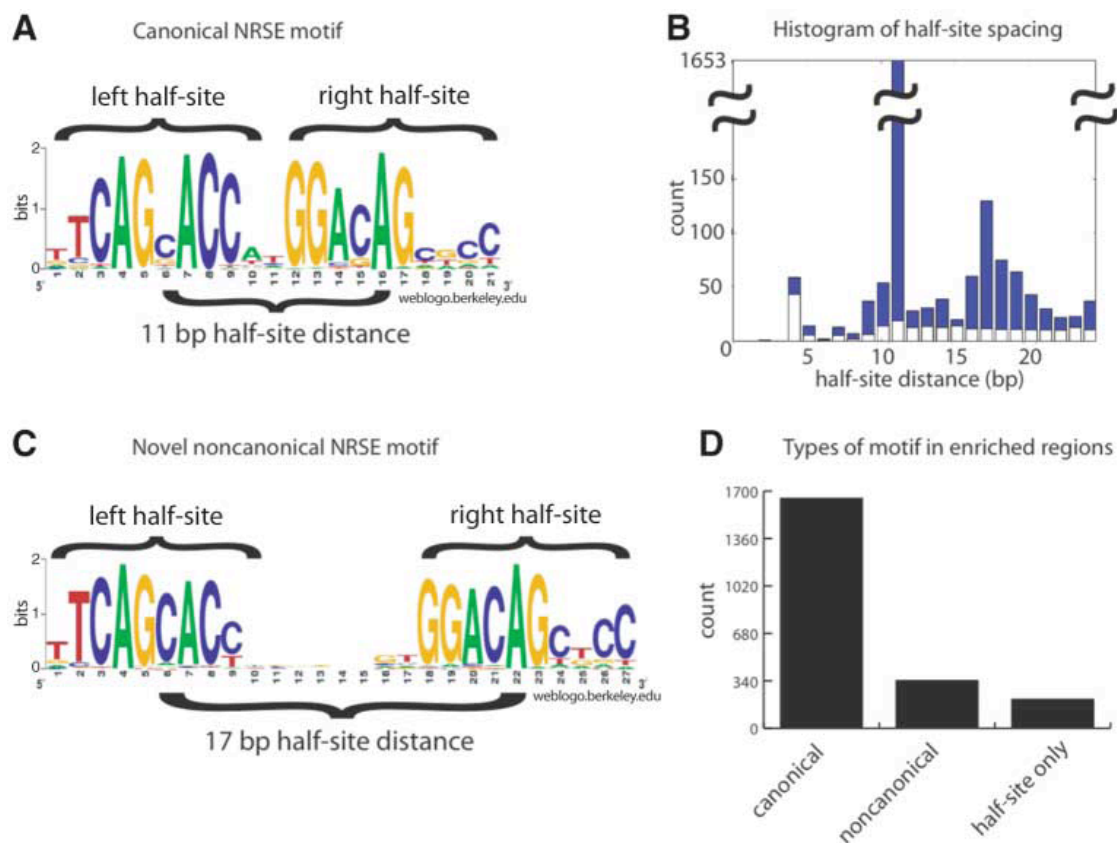 A
Canonical NRSE motif
left half-site
right half-site
2
1
0
bits
TTCAGCACCAT GGACAGCGCC
5'
1 2 3 4 5 6 7 8 9 10 11 12 13 14 15 16 17 18 19 20 21
3'
weblogo.berkeley.edu
11 bp half-site distance
B
Histogram of half-site spacing
1653
150
100
50
0
count
5 10 15 20
half-site distance (bp)
C
Novel noncanonical NRSE motif
left half-site
right half-site
2
1
0
bits
TTCAGCACC GGACAGCTCC
5'
1 2 3 4 5 6 7 8 9 10 11 12 13 14 15 16 17 18 19 20 21 22 23 24 25 26 27
3'
weblogo.berkeley.edu
17 bp half-site distance
D
Types of motif in enriched regions
1700
1360
1020
680
340
0
count
canonical
noncanonical
half-site only